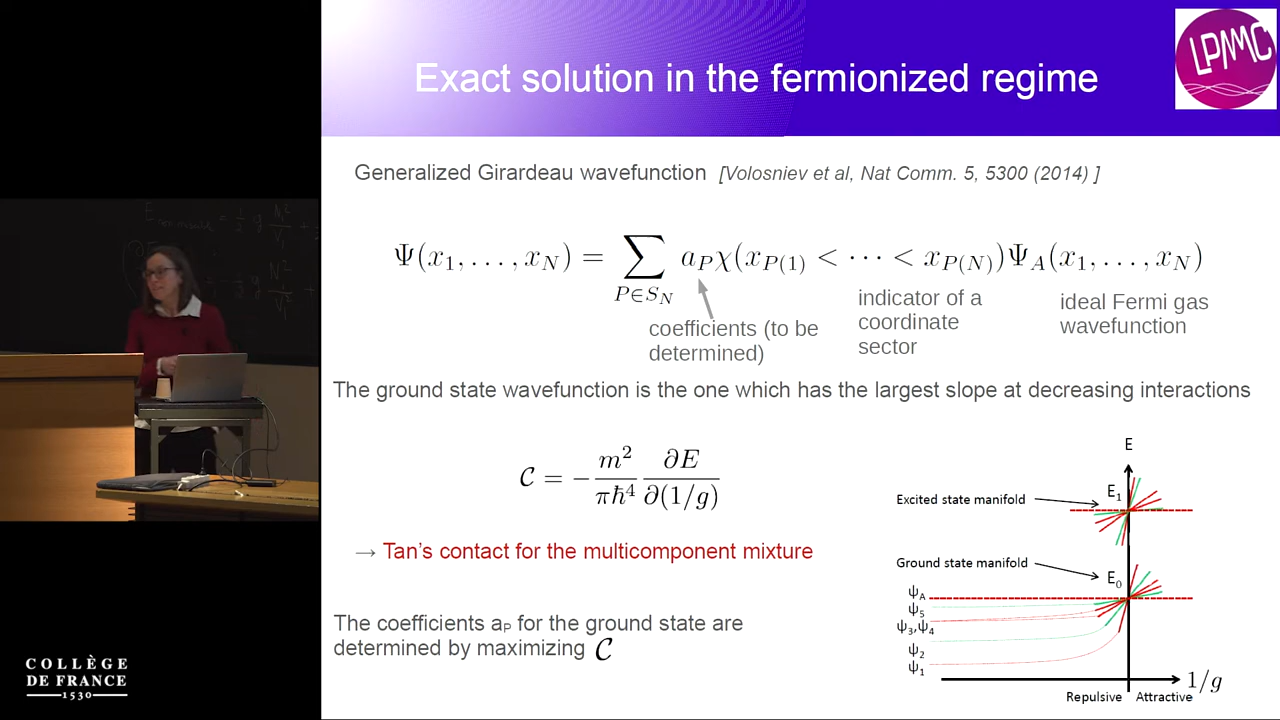 Exact solution in the fermionized regime
LPMMC
Generalized Girardeau wavefunction [Volosniev et al, Nat Comm. 5, 5300 (2014) ]
Ψ(x₁, …, x_N) = ∑_{P∈S_N} a_P χ(x_{P(1)} < ⋯ < x_{P(N)})Ψ_A(x₁, …, x_N)
coefficients (to be
determined)
indicator of a
coordinate
sector
ideal Fermi gas
wavefunction
The ground state wavefunction is the one which has the largest slope at decreasing interactions
𝒞 = − m²/πħ⁴ ∂E/∂(1/g)
→ Tan's contact for the multicomponent mixture
The coefficients aₚ for the ground state are
determined by maximizing 𝒞
E
Excited state manifold
E₁
Ground state manifold
E₀
ψ_A
ψ₅
ψ₃,ψ₄
ψ₂
ψ₁
1/g
Repulsive
Attractive
COLLÈGE
DE FRANCE
1530